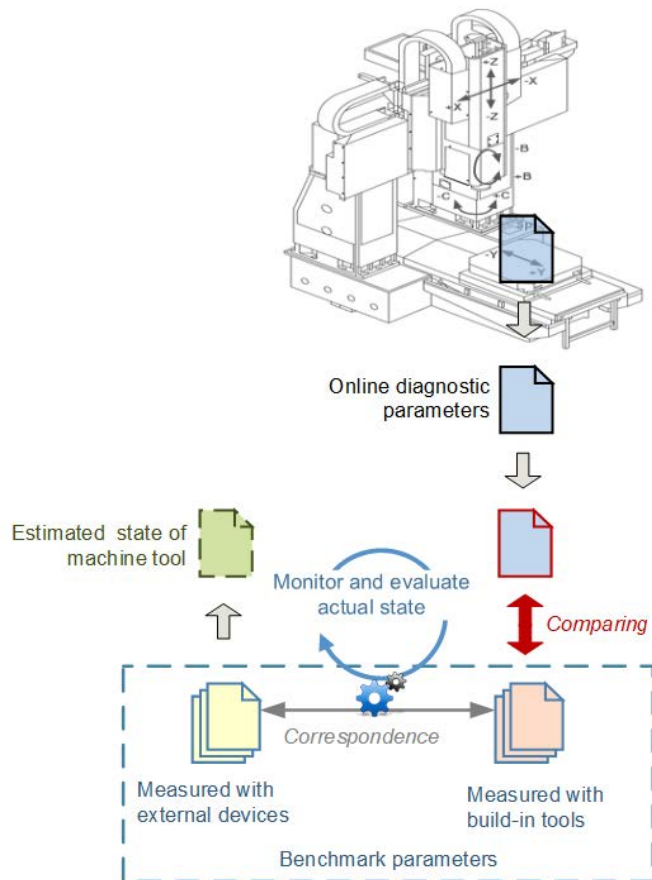 +Z
-X
+X
-Z
-B
+B
-C
+C
-Y
+Y
Online diagnostic
parameters
Estimated state of
machine tool
Monitor and evaluate
actual state
Comparing
Correspondence
Measured with
external devices
Measured with
build-in tools
Benchmark parameters